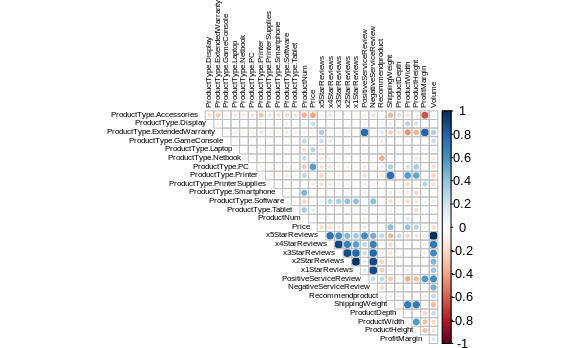 ProductType.Display
ProductType.ExtendedWarranty
ProductType.GameConsole
ProductType.Laptop
ProductType.Netbook
ProductType.PC
ProductType.Printer
ProductType.PrinterSupplies
ProductType.Smartphone
ProductType.Software
ProductType.Tablet
ProductNum
Price
x5StarReviews
x4StarReviews
x3StarReviews
x2StarReviews
x1StarReviews
PositiveServiceReview
NegativeServiceReview
Recommendproduct
ShippingWeight
ProductDepth
ProductWidth
ProductHeight
ProfitMargin
Volume
ProductType.Accessories
ProductType.Display
ProductType.ExtendedWarranty
ProductType.GameConsole
ProductType.Laptop
ProductType.Netbook
ProductType.PC
ProductType.Printer
ProductType.PrinterSupplies
ProductType.Smartphone
ProductType.Software
ProductType.Tablet
ProductNum
Price
x5StarReviews
x4StarReviews
x3StarReviews
x2StarReviews
x1StarReviews
PositiveServiceReview
NegativeServiceReview
Recommendproduct
ShippingWeight
ProductDepth
ProductWidth
ProductHeight
ProfitMargin
1
0.8
0.6
0.4
0.2
0
-0.2
-0.4
-0.6
-0.8
-1